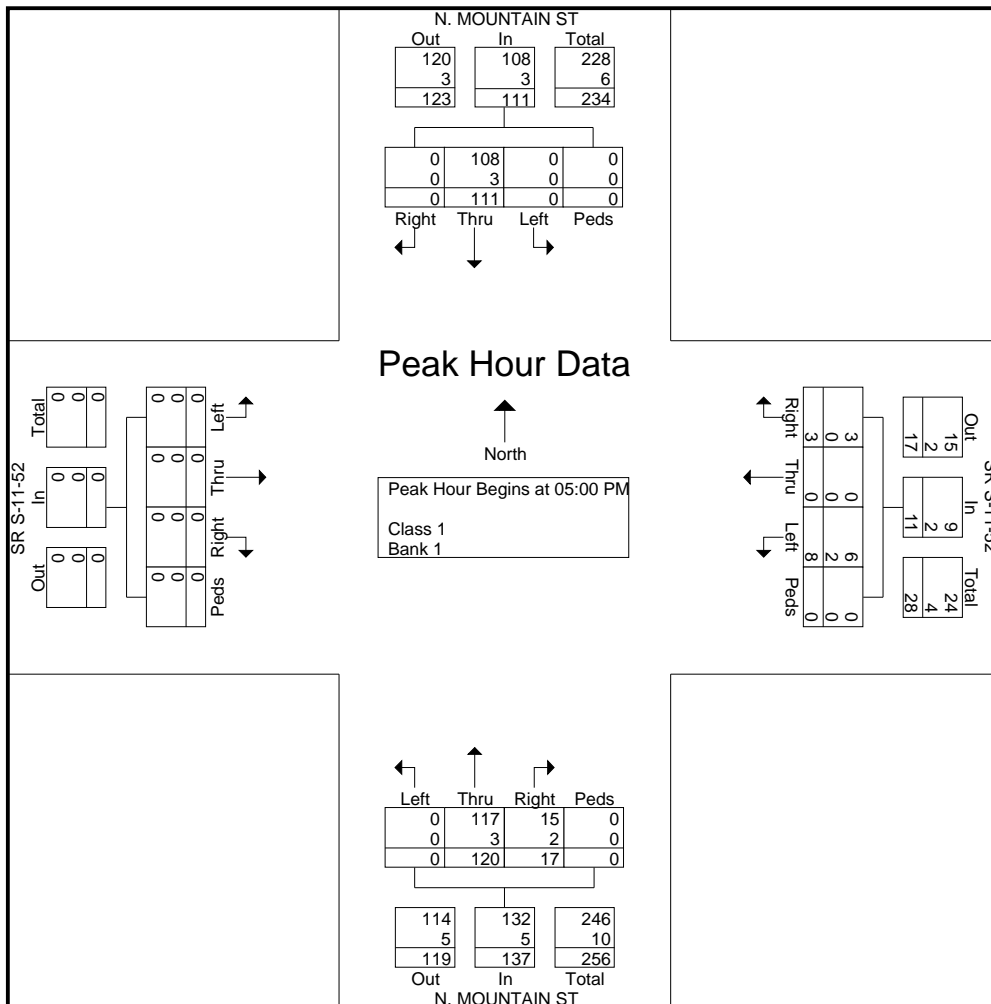 N. MOUNTAIN ST
Out In Total
120 108 228
3 3 6
123 111 234
0 108 0 0
0 3 0 0
0 111 0 0
Right Thru Left Peds
Peak Hour Data
North
Peak Hour Begins at 05:00 PM
Class 1
Bank 1
SR S-11-52
Total In Out
0 0 0
0 0 0
0 0 0
Left Thru Right Peds
0 0 0 0
0 0 0 0
0 0 0 0
SR S-11-52
Out In Total
15 9 24
2 2 4
17 11 28
3 0 6 0
0 0 2 0
3 0 8 0
Right Thru Left Peds
Left Thru Right Peds
0 117 15 0
0 3 2 0
0 120 17 0
114 132 246
5 5 10
119 137 256
Out In Total
N. MOUNTAIN ST